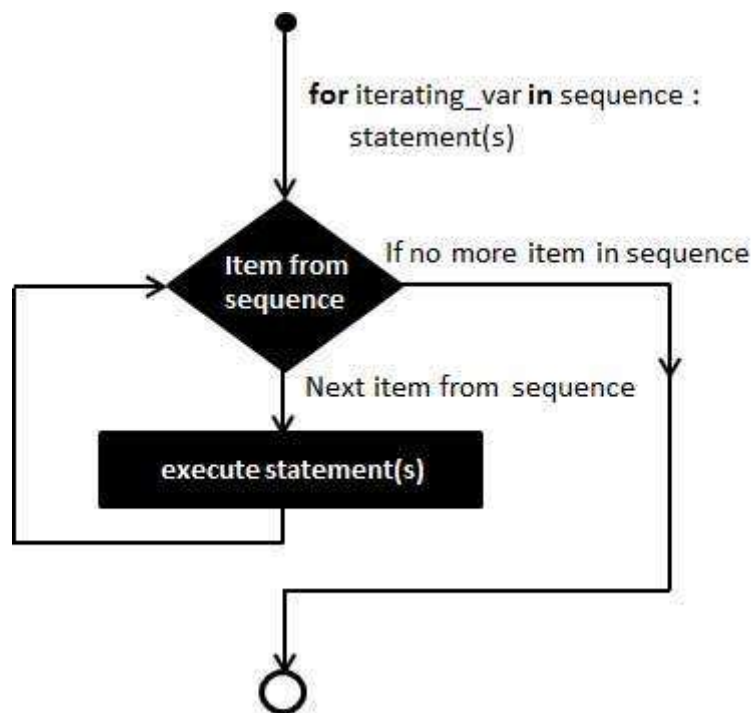 for iterating_var in sequence :
statement(s)
If no more item in sequence
Item from
sequence
Next item from sequence
execute statement(s)